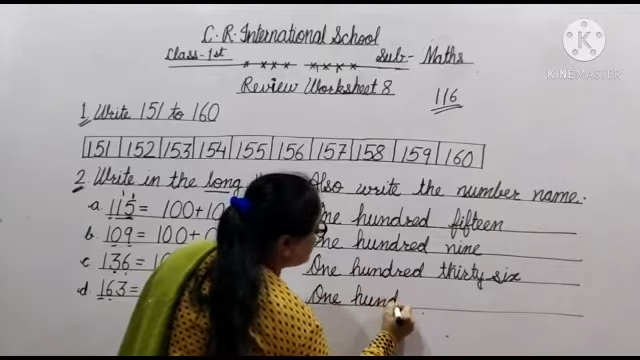 C. R. International School
Class-1st Sub- Maths
KINEMASTER
Review Worksheet 8
116
1. Write 151 to 160
151 152 153 154 155 156 157 158 159 160
2. Write in the long Also write the number name.
a. 115 = 100+10 One hundred fifteen
b. 109 = 100+0 One hundred nine
c. 136 = One hundred thirty six
d. 163 = One hund